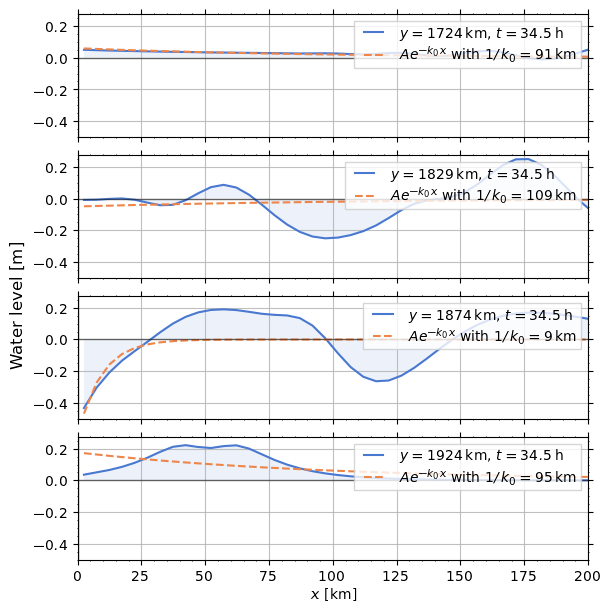 0.2
0.0
−0.2
−0.4
y = 1724 km, t = 34.5 h
Ae^{−k₀x} with 1/k₀ = 91 km
0.2
0.0
−0.2
−0.4
y = 1829 km, t = 34.5 h
Ae^{−k₀x} with 1/k₀ = 109 km
0.2
0.0
−0.2
−0.4
y = 1874 km, t = 34.5 h
Ae^{−k₀x} with 1/k₀ = 9 km
0.2
0.0
−0.2
−0.4
y = 1924 km, t = 34.5 h
Ae^{−k₀x} with 1/k₀ = 95 km
Water level [m]
0 25 50 75 100 125 150 175 200
x [km]